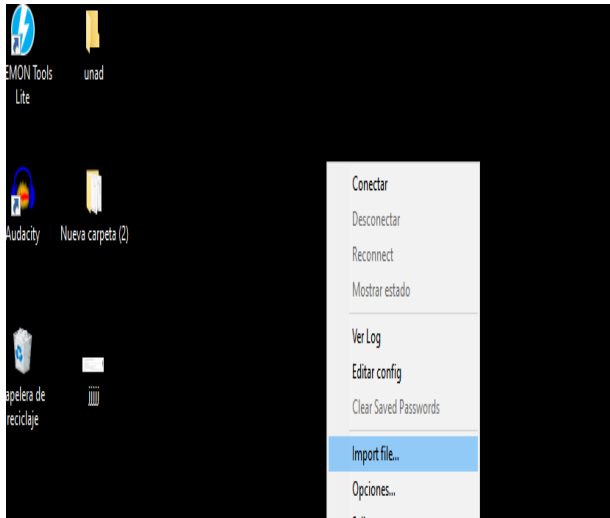 EMON Tools
Lite
unad
Audacity
Nueva carpeta (2)
apelera de
reciclaje
jjjjj
Conectar
Desconectar
Reconnect
Mostrar estado
Ver Log
Editar config
Clear Saved Passwords
Import file...
Opciones...